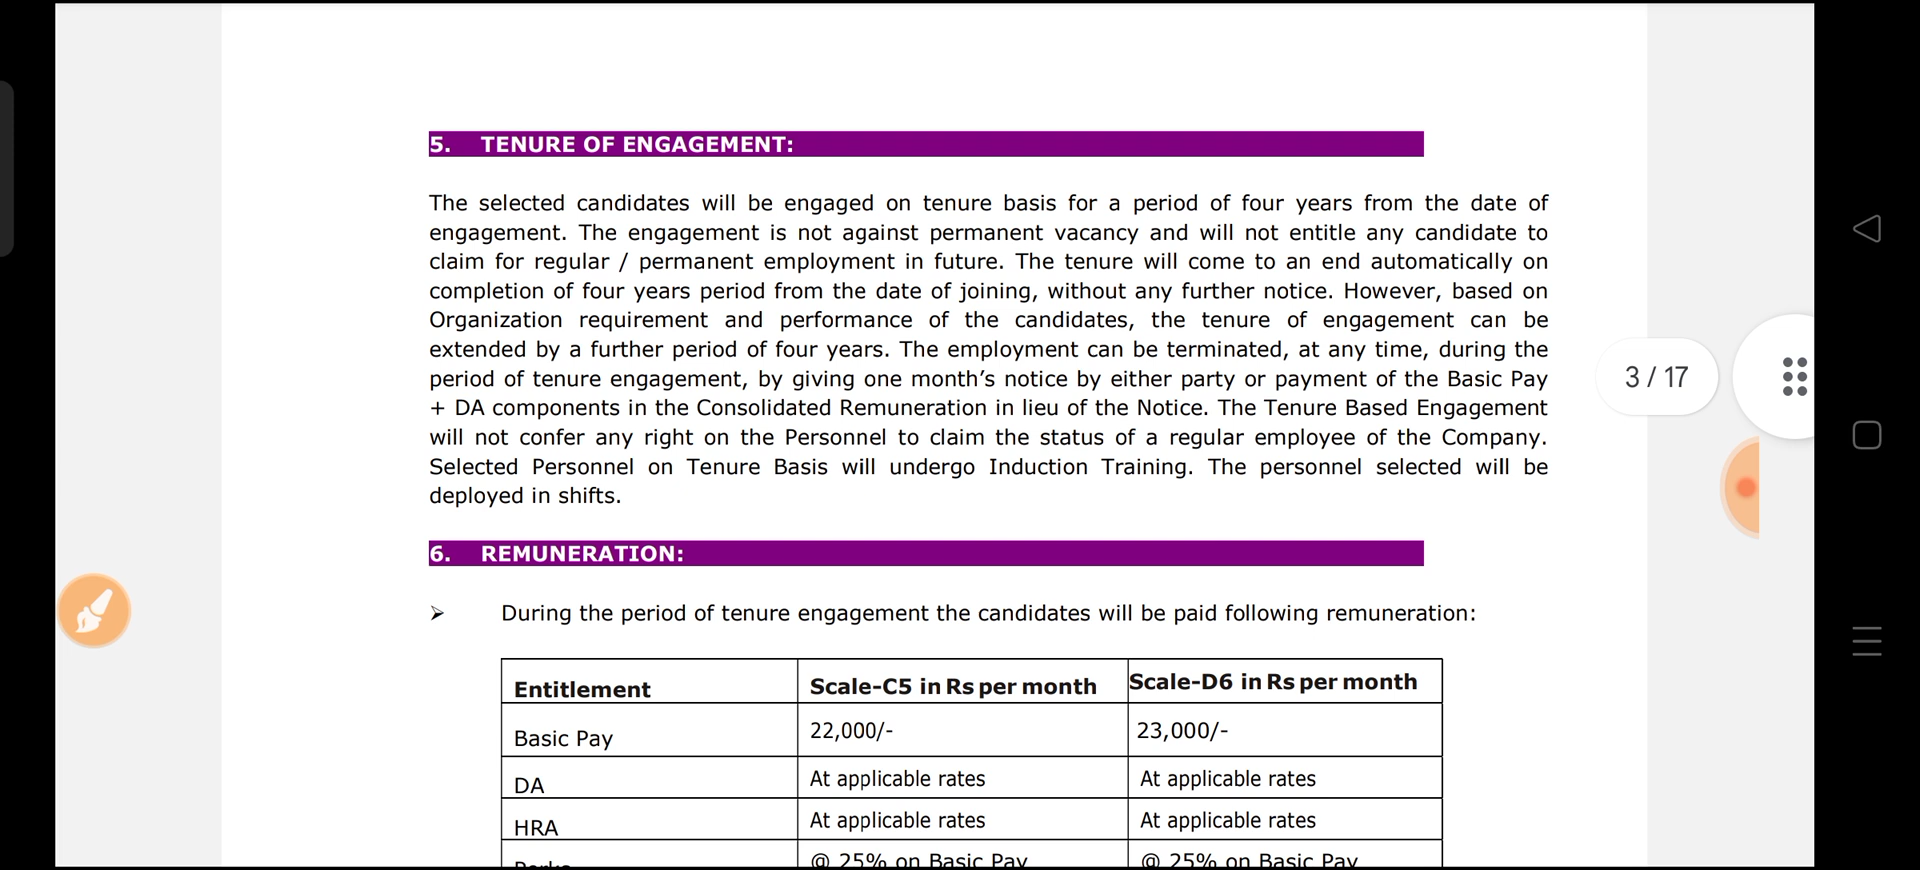 5. TENURE OF ENGAGEMENT:
The selected candidates will be engaged on tenure basis for a period of four years from the date of
engagement. The engagement is not against permanent vacancy and will not entitle any candidate to
claim for regular / permanent employment in future. The tenure will come to an end automatically on
completion of four years period from the date of joining, without any further notice. However, based on
Organization requirement and performance of the candidates, the tenure of engagement can be
extended by a further period of four years. The employment can be terminated, at any time, during the
period of tenure engagement, by giving one month’s notice by either party or payment of the Basic Pay
+ DA components in the Consolidated Remuneration in lieu of the Notice. The Tenure Based Engagement
will not confer any right on the Personnel to claim the status of a regular employee of the Company.
Selected Personnel on Tenure Basis will undergo Induction Training. The personnel selected will be
deployed in shifts.
3 / 17
6. REMUNERATION:
➢ During the period of tenure engagement the candidates will be paid following remuneration:
Entitlement Scale-C5 in Rs per month Scale-D6 in Rs per month
Basic Pay 22,000/- 23,000/-
DA At applicable rates At applicable rates
HRA At applicable rates At applicable rates
Perks @ 25% on Basic Pay @ 25% on Basic Pay